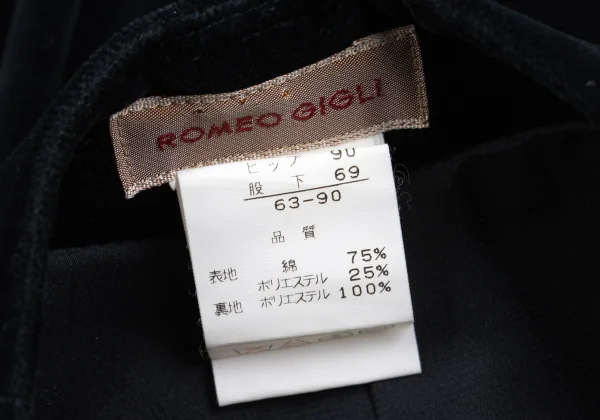 ROMEO GIGLI
ヒップ 90
股下 69
63-90
品質
表地 綿 75%
ポリエステル 25%
裏地 ポリエステル 100%